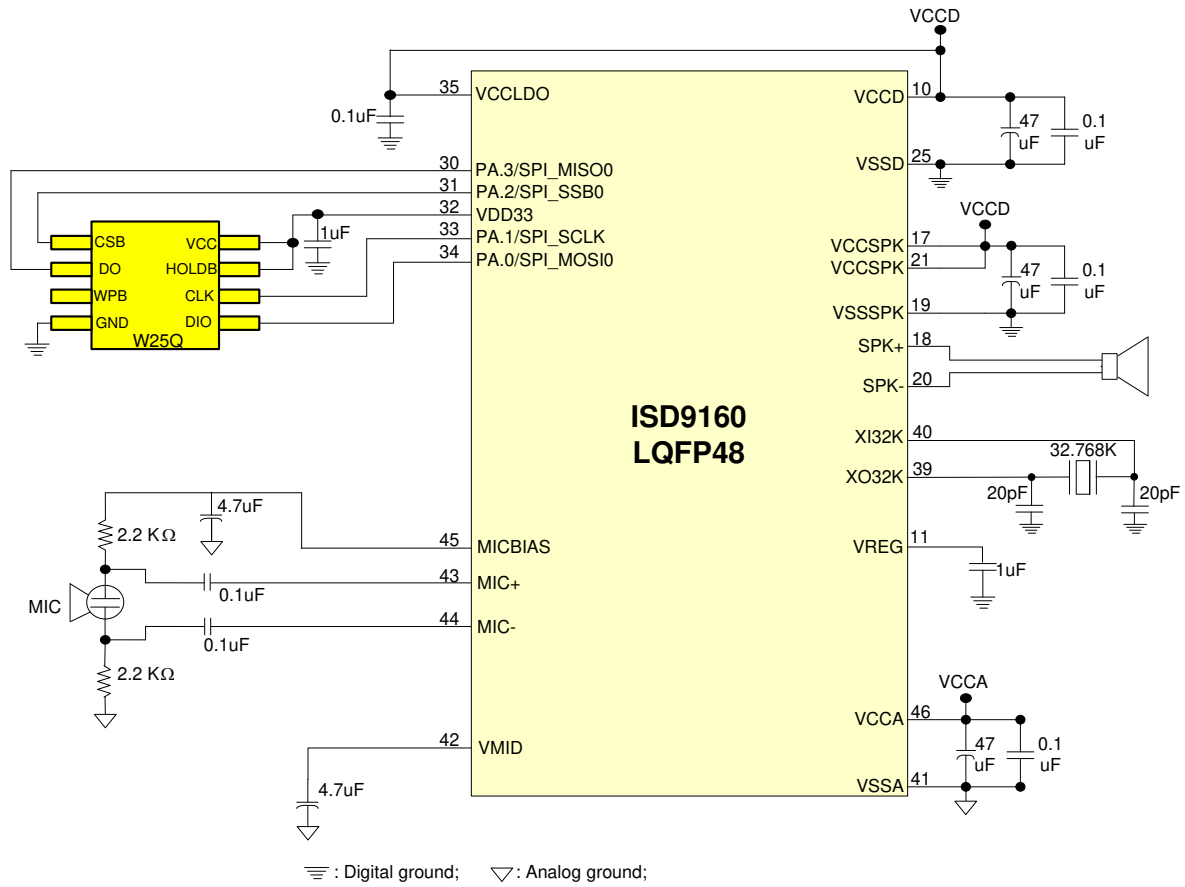 VCCD
35
VCCLDO
0.1uF
VCCD
10
47
uF
0.1
uF
VSSD
25
30
PA.3/SPI_MISO0
31
PA.2/SPI_SSB0
32
VDD33
33
PA.1/SPI_SCLK
34
PA.0/SPI_MOSI0
1uF
CSB
VCC
DO
HOLDB
WPB
CLK
GND
DIO
W25Q
VCCD
VCCSPK
17
VCCSPK
21
47
uF
0.1
uF
VSSSPK
19
SPK+
18
SPK-
20
ISD9160
LQFP48
XI32K
40
32.768K
XO32K
39
20pF
20pF
VREG
11
1uF
4.7uF
2.2 KΩ
45
MICBIAS
43
MIC+
0.1uF
MIC
44
MIC-
0.1uF
2.2 KΩ
VCCA
VCCA
46
47
uF
0.1
uF
VSSA
41
42
VMID
4.7uF
: Digital ground;
: Analog ground;